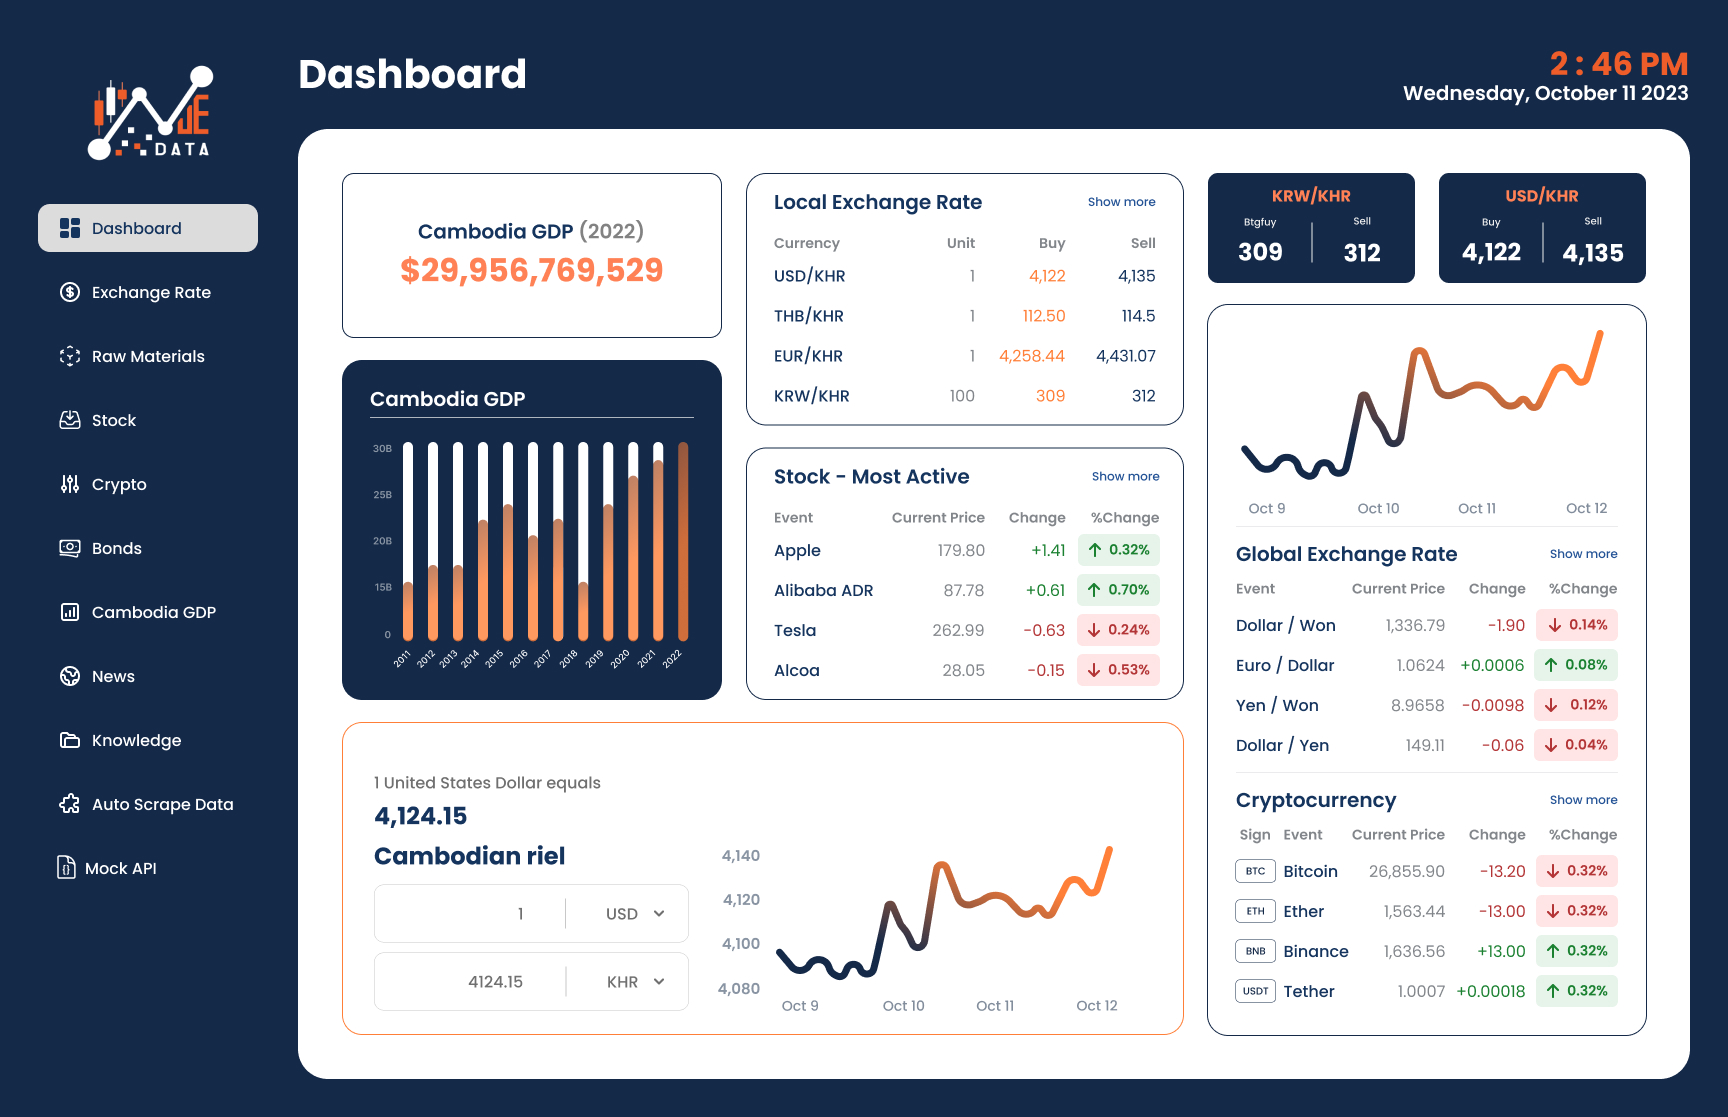 Dashboard
2 : 46 PM
Wednesday, October 11 2023
UE
DATA
Dashboard
Exchange Rate
Raw Materials
Stock
Crypto
Bonds
Cambodia GDP
News
Knowledge
Auto Scrape Data
{} Mock API
Cambodia GDP (2022)
$29,956,769,529
Cambodia GDP
30B
25B
20B
15B
0
2011 2012 2013 2014 2015 2016 2017 2018 2019 2020 2021 2022
Local Exchange Rate Show more
Currency Unit Buy Sell
USD/KHR 1 4,122 4,135
THB/KHR 1 112.50 114.5
EUR/KHR 1 4,258.44 4,431.07
KRW/KHR 100 309 312
Stock - Most Active Show more
Event Current Price Change %Change
Apple 179.80 +1.41 0.32%
Alibaba ADR 87.78 +0.61 0.70%
Tesla 262.99 -0.63 0.24%
Alcoa 28.05 -0.15 0.53%
1 United States Dollar equals
4,124.15
Cambodian riel
1 USD
4124.15 KHR
4,140
4,120
4,100
4,080
Oct 9 Oct 10 Oct 11 Oct 12
KRW/KHR
Btgfuy Sell
309 312
USD/KHR
Buy Sell
4,122 4,135
Oct 9 Oct 10 Oct 11 Oct 12
Global Exchange Rate Show more
Event Current Price Change %Change
Dollar / Won 1,336.79 -1.90 0.14%
Euro / Dollar 1.0624 +0.0006 0.08%
Yen / Won 8.9658 -0.0098 0.12%
Dollar / Yen 149.11 -0.06 0.04%
Cryptocurrency Show more
Sign Event Current Price Change %Change
BTC Bitcoin 26,855.90 -13.20 0.32%
ETH Ether 1,563.44 -13.00 0.32%
BNB Binance 1,636.56 +13.00 0.32%
USDT Tether 1.0007 +0.00018 0.32%